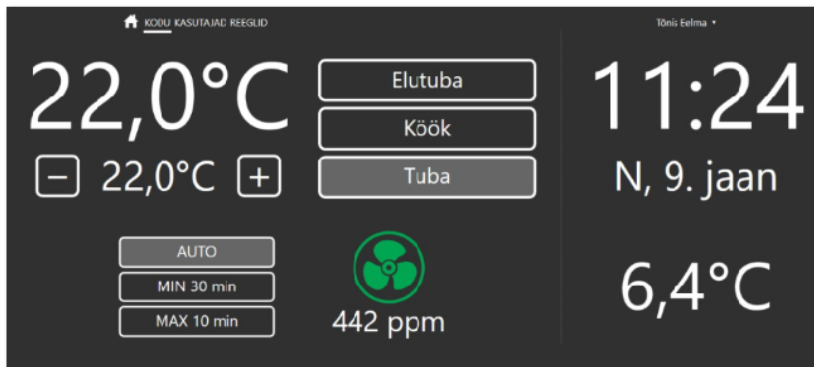 KODU KASUTAJAD REEGLID
Tõnis Eelma
22,0°C
− 22,0°C +
Elutuba
Köök
Tuba
AUTO
MIN 30 min
MAX 10 min
442 ppm
11:24
N, 9. jaan
6,4°C